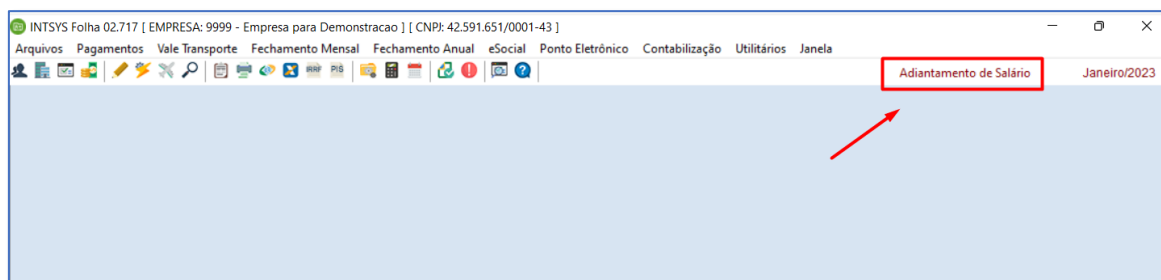 INTSYS Folha 02.717 [ EMPRESA: 9999 - Empresa para Demonstracao ] [ CNPJ: 42.591.651/0001-43 ]
Arquivos Pagamentos Vale Transporte Fechamento Mensal Fechamento Anual eSocial Ponto Eletrônico Contabilização Utilitários Janela
IRRF PIS Adiantamento de Salário Janeiro/2023